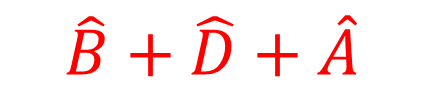 B̂ + D̂ + Â